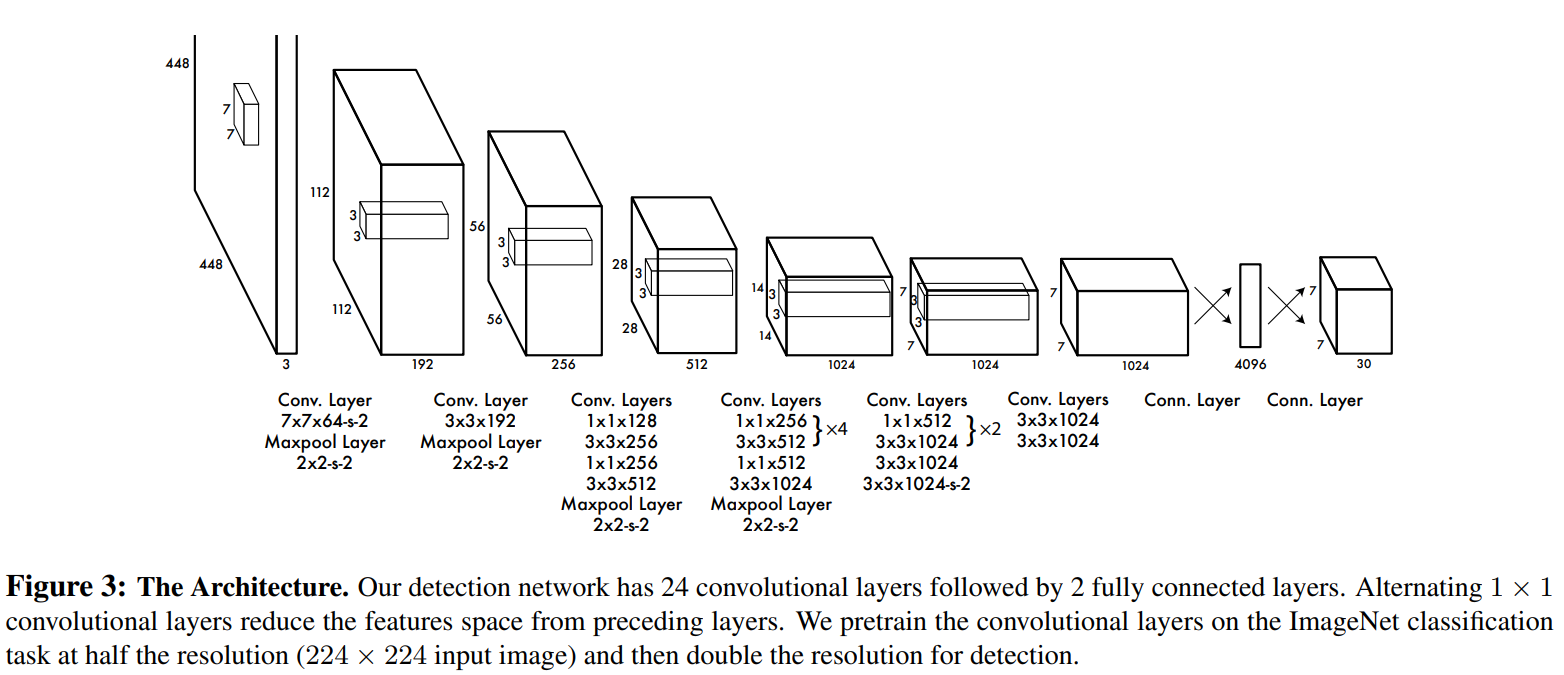 448
7
7
448
3
112
3
3
112
192
56
3
3
56
256
28
3
3
28
512
14
3
3
14
1024
7
3
3
7
1024
7
7
1024
4096
7
7
30
Conv. Layer
7x7x64-s-2
Maxpool Layer
2x2-s-2
Conv. Layer
3x3x192
Maxpool Layer
2x2-s-2
Conv. Layers
1x1x128
3x3x256
1x1x256
3x3x512
Maxpool Layer
2x2-s-2
Conv. Layers
1x1x256
3x3x512 }×4
1x1x512
3x3x1024
Maxpool Layer
2x2-s-2
Conv. Layers
1x1x512
3x3x1024 }×2
3x3x1024
3x3x1024-s-2
Conv. Layers
3x3x1024
3x3x1024
Conn. Layer
Conn. Layer
Figure 3: The Architecture. Our detection network has 24 convolutional layers followed by 2 fully connected layers. Alternating 1 × 1
convolutional layers reduce the features space from preceding layers. We pretrain the convolutional layers on the ImageNet classification
task at half the resolution (224 × 224 input image) and then double the resolution for detection.